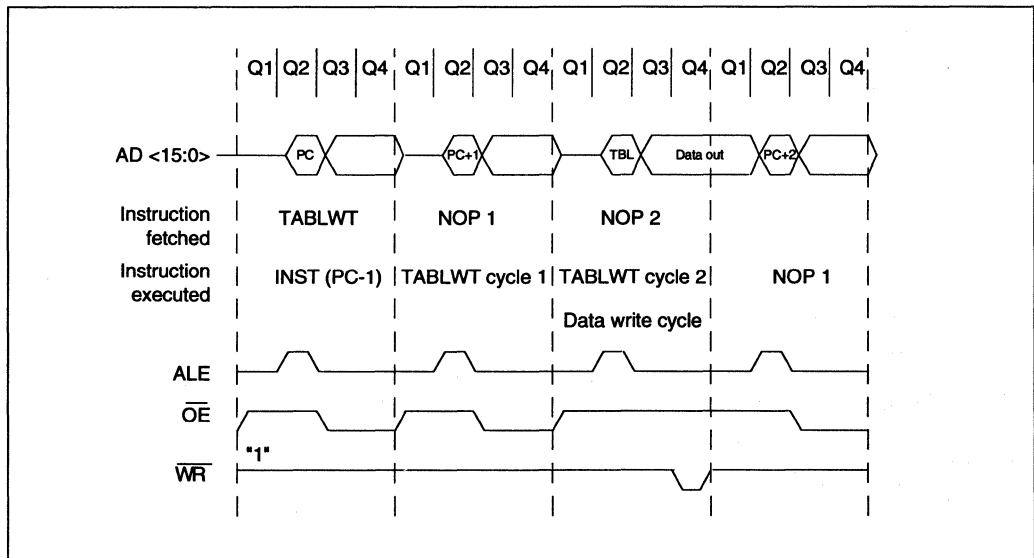 Q1 Q2 Q3 Q4 Q1 Q2 Q3 Q4 Q1 Q2 Q3 Q4 Q1 Q2 Q3 Q4
AD <15:0> PC PC+1 TBL Data out PC+2
Instruction fetched TABLWT NOP 1 NOP 2
Instruction executed INST (PC-1) TABLWT cycle 1 TABLWT cycle 2 NOP 1
Data write cycle
ALE
OE
"1"
WR